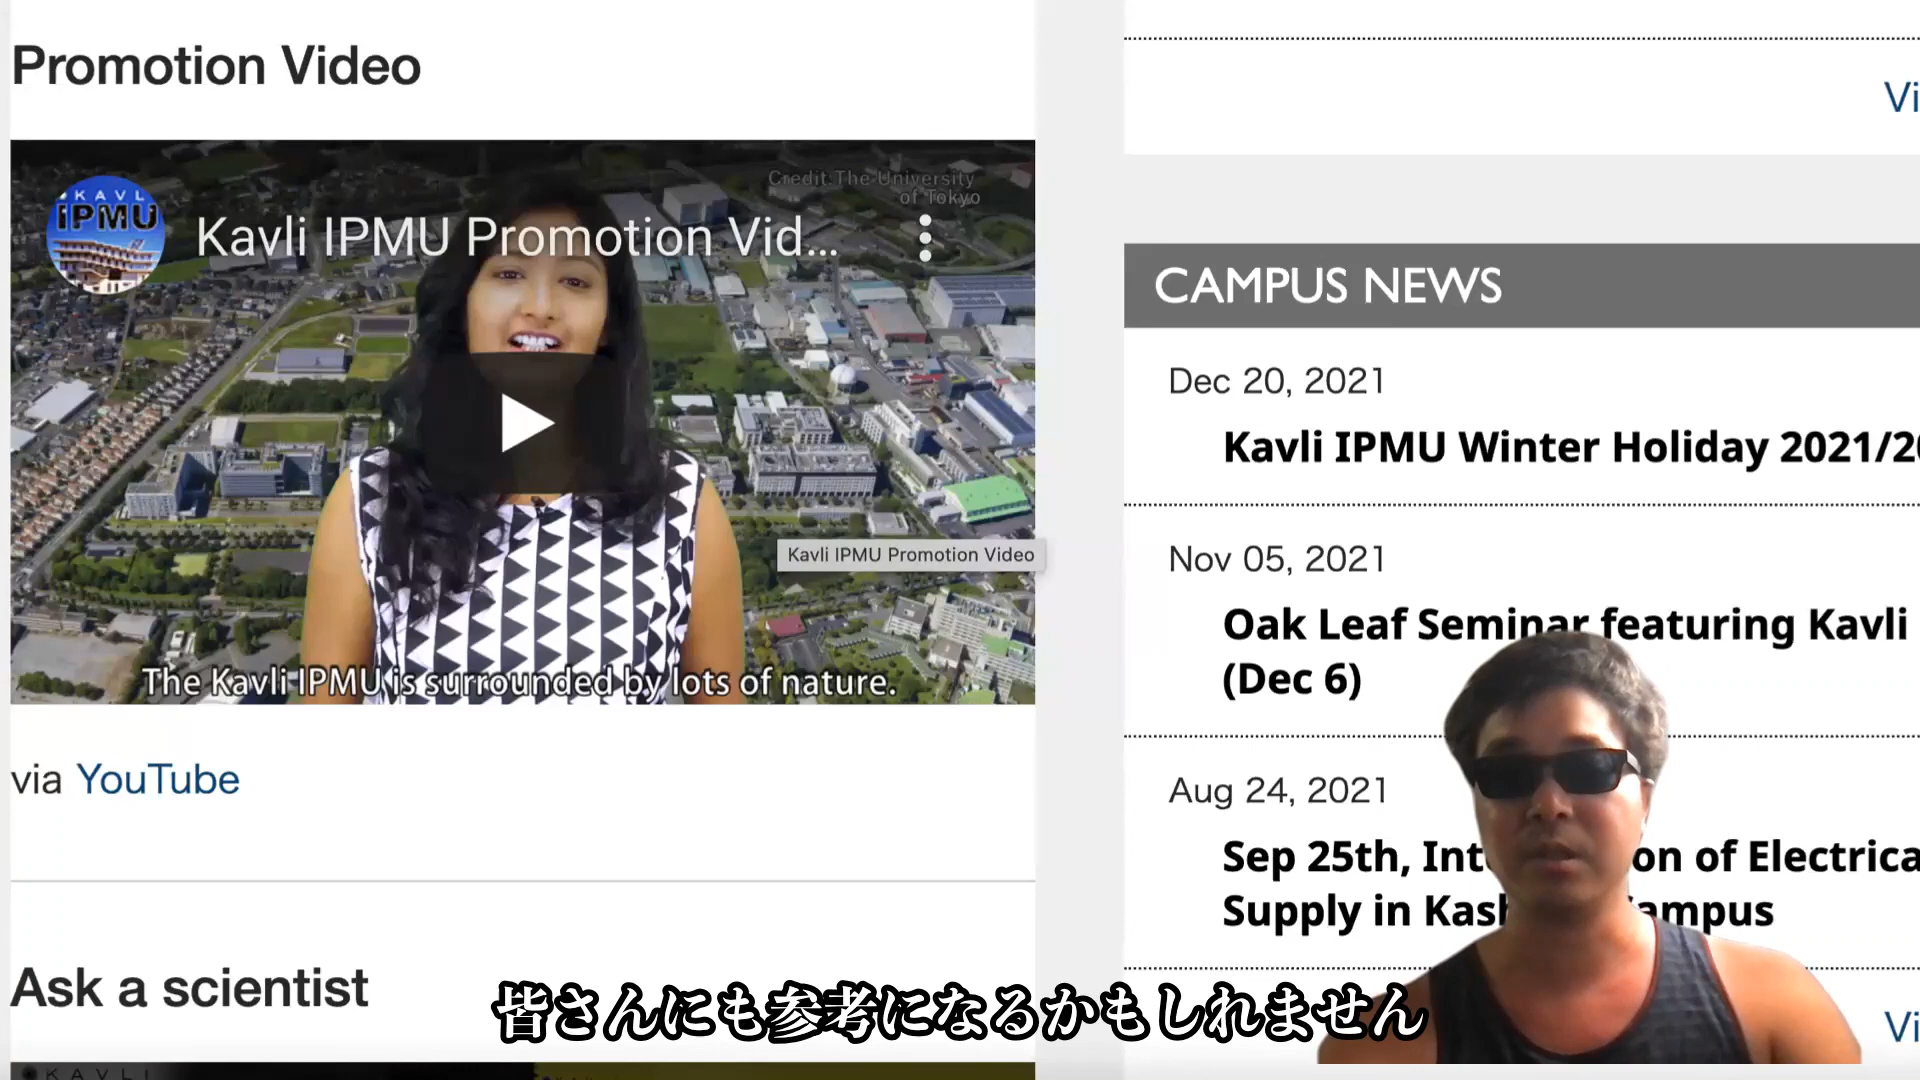 Promotion Video
Credit:The University
of Tokyo
KAVL
IPMU
Kavli IPMU Promotion Vid...
Kavli IPMU Promotion Video
The Kavli IPMU is surrounded by lots of nature.
via YouTube
Ask a scientist
KAVLI
Vi
CAMPUS NEWS
Dec 20, 2021
Kavli IPMU Winter Holiday 2021/20
Nov 05, 2021
Oak Leaf Seminar featuring Kavli
(Dec 6)
Aug 24, 2021
Sep 25th, Int on of Electrica
Supply in Kash ampus
Vi
皆さんにも参考になるかもしれません